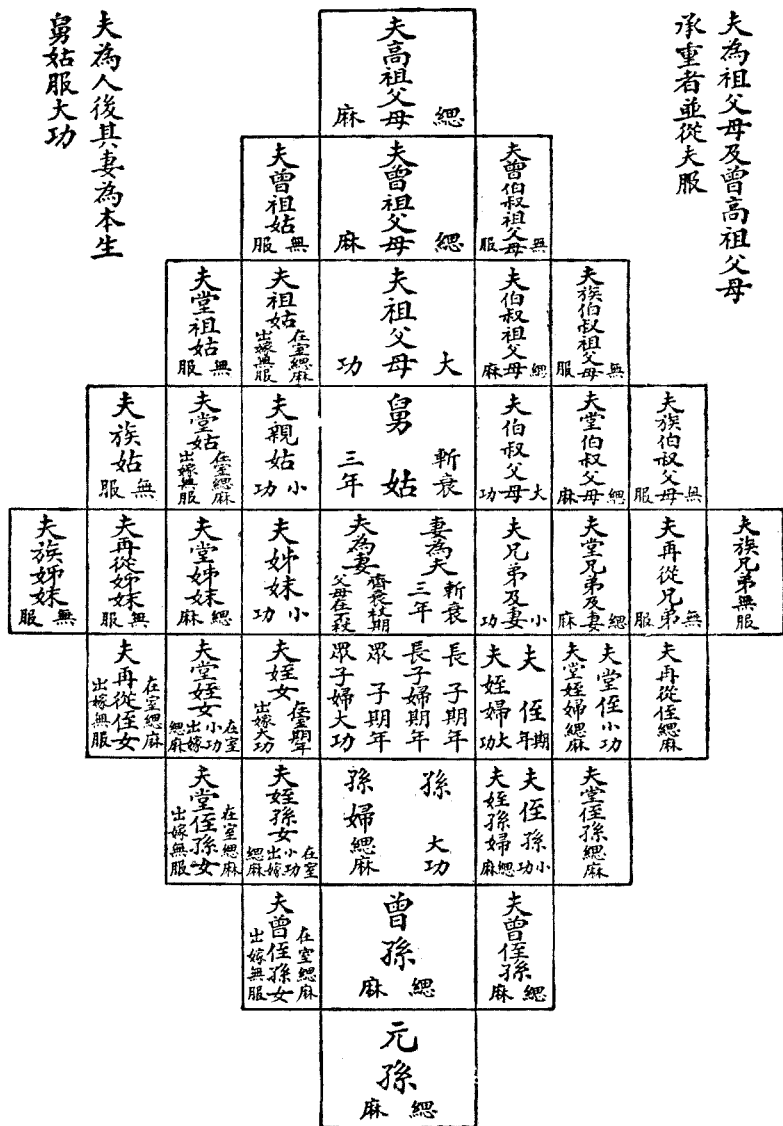 夫為祖父母及曾高祖父母
承重者並從夫服
夫高祖父母
緦麻
夫曾伯叔祖父母
無服
夫曾祖父母
緦麻
夫曾祖姑
無服
夫族伯叔祖父母
無服
夫伯叔祖父母
緦麻
夫祖父母
大功
夫祖姑
在室緦麻
出嫁無服
夫堂祖姑
無服
夫族伯叔父母
無服
夫堂伯叔父母
緦麻
夫伯叔父母
大功
舅姑
斬衰
三年
夫親姑
小功
夫堂姑
在室緦麻
出嫁無服
夫族姑
無服
夫族兄弟無服
夫再從兄弟
無服
夫堂兄弟及妻
緦麻
夫兄弟及妻
小功
妻為夫
斬衰
三年
夫為妻
齊衰杖期
父母在不杖
夫姊妹
小功
夫堂姊妹
緦麻
夫再從姊妹
無服
夫族姊妹
無服
夫再從侄緦麻
夫堂侄小功
夫堂姪婦緦麻
夫侄期年
夫姪婦大功
長子期年
長子婦期年
眾子期年
眾子婦大功
夫姪女
在室期年
出嫁大功
夫堂姪女
在室小功
出嫁緦麻
夫再從侄女
在室緦麻
出嫁無服
夫堂侄孫緦麻
夫侄孫小功
夫姪孫婦緦麻
孫
大功
孫婦緦麻
夫姪孫女
在室小功
出嫁緦麻
夫堂侄孫女
在室緦麻
出嫁無服
夫曾侄孫
緦麻
曾孫
緦麻
夫曾侄孫女
在室緦麻
出嫁無服
元孫
緦麻
夫為人後其妻為本生
舅姑服大功